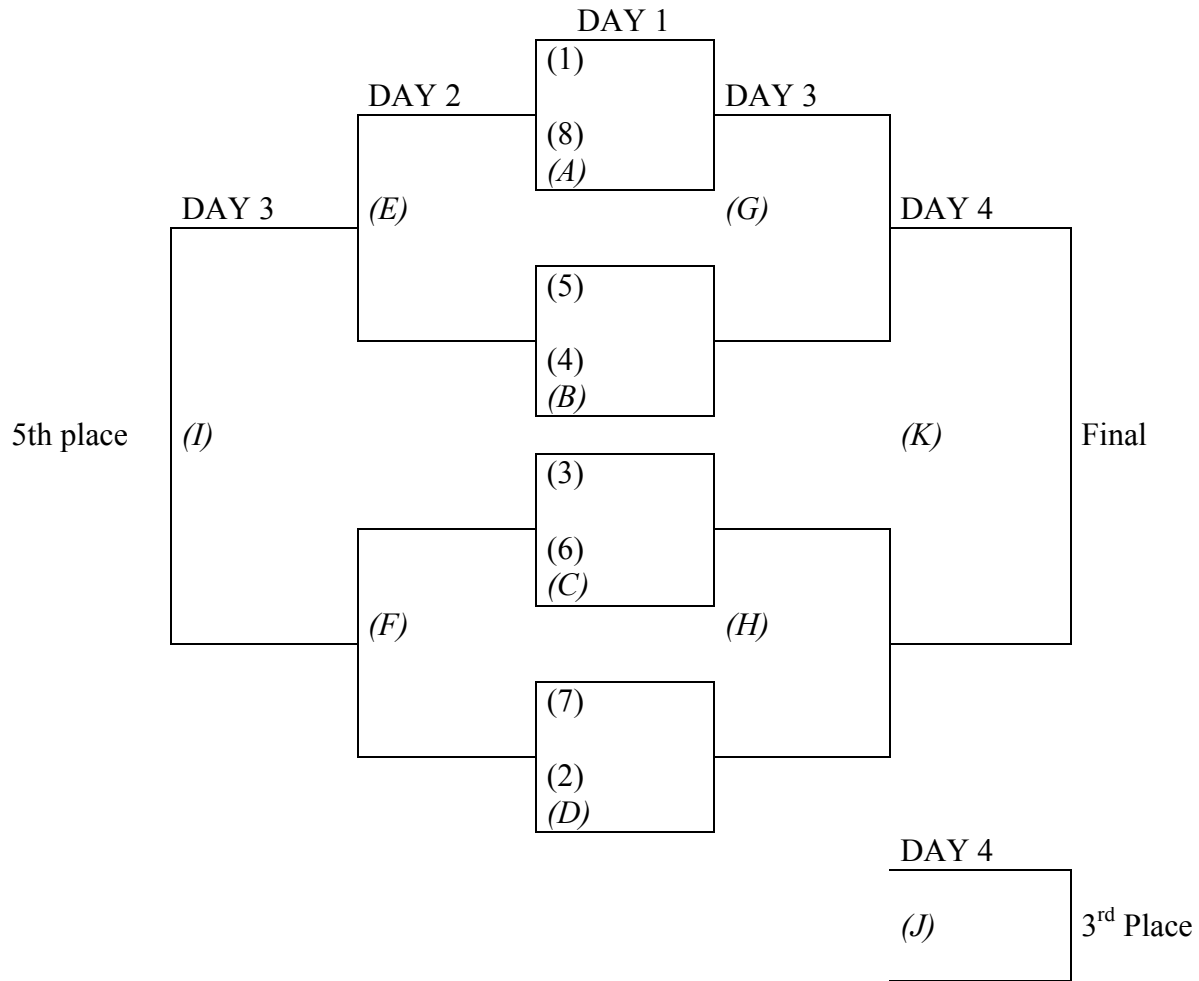 DAY 1
(1)
DAY 2
DAY 3
(8)
(A)
DAY 3
(E)
(G)
DAY 4
(5)
(4)
(B)
5th place
(I)
(K)
Final
(3)
(6)
(C)
(F)
(H)
(7)
(2)
(D)
DAY 4
(J)
3rd Place